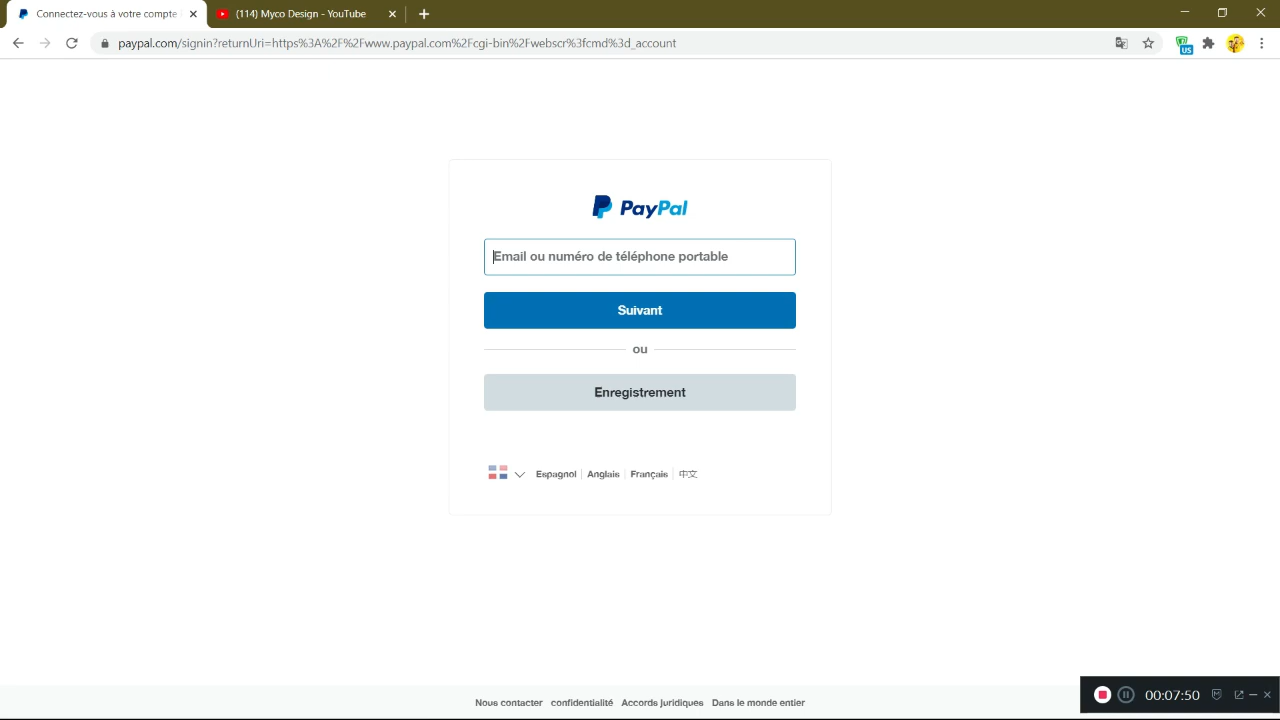 Connectez-vous à votre compte
(114) Myco Design - YouTube
paypal.com/signin?returnUri=https%3A%2F%2Fwww.paypal.com%2Fcgi-bin%2Fwebscr%3fcmd%3d_account
US
PayPal
Email ou numéro de téléphone portable
Suivant
ou
Enregistrement
Espagnol Anglais Français 中文
Nous contacter confidentialité Accords juridiques Dans le monde entier
00:07:50